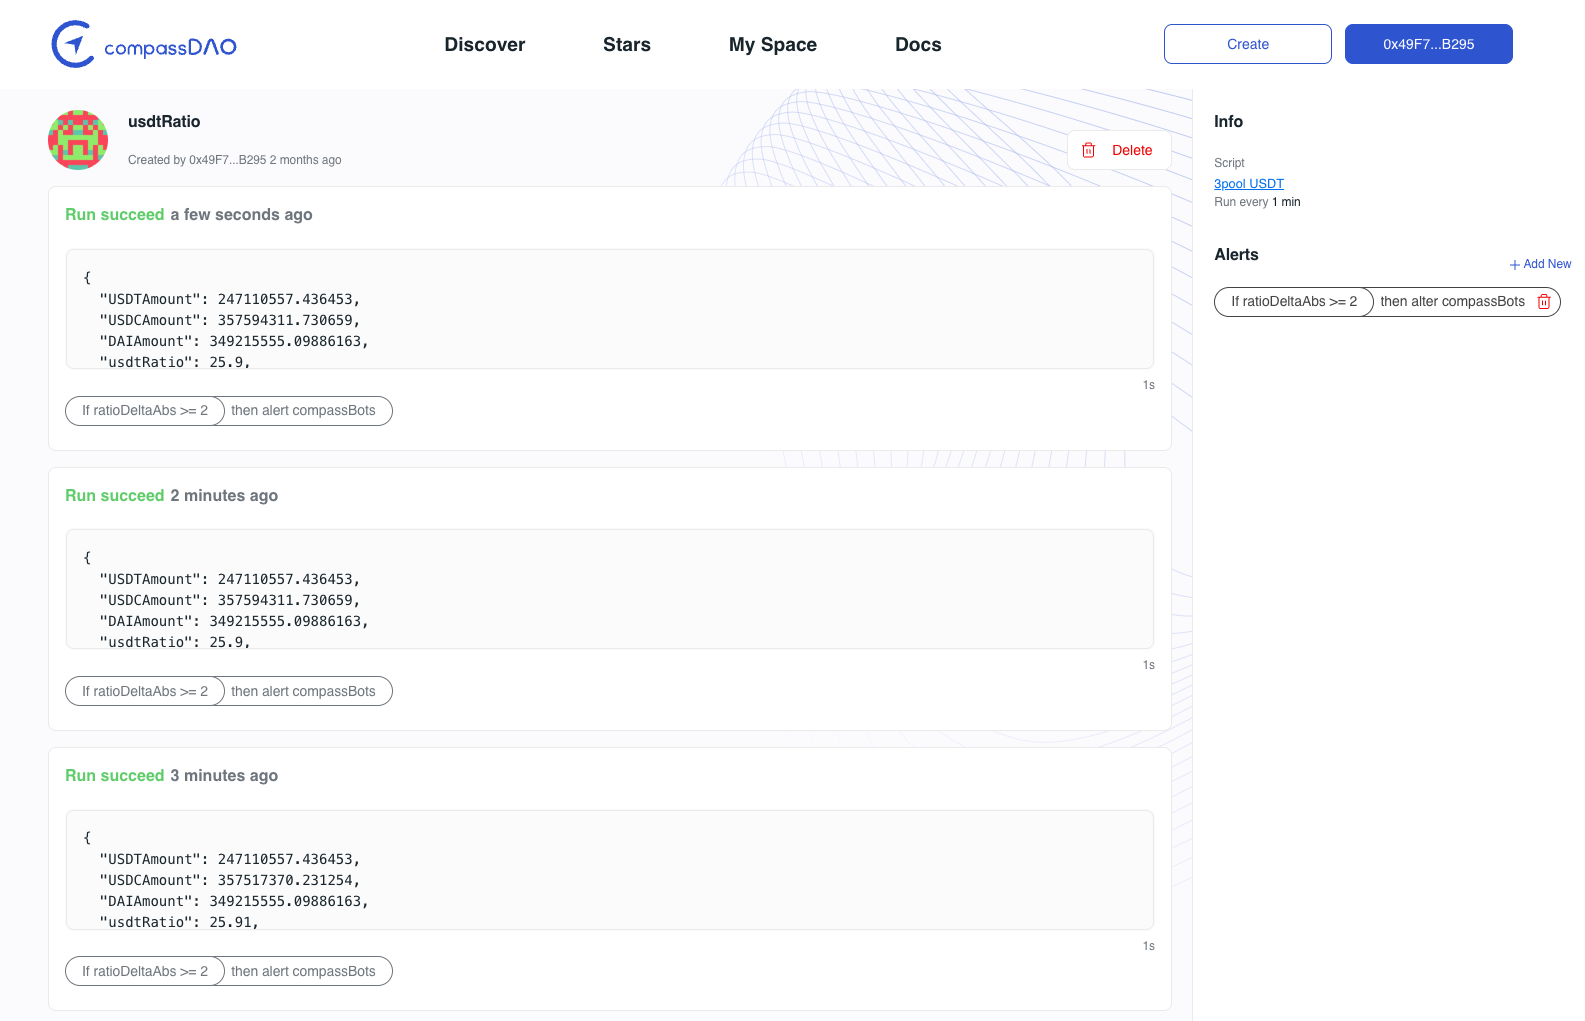 compassDAO
Discover
Stars
My Space
Docs
Create
0x49F7...B295
usdtRatio
Created by 0x49F7...B295 2 months ago
Delete
Run succeed a few seconds ago
{
"USDTAmount": 247110557.436453,
"USDCAmount": 357594311.730659,
"DAIAmount": 349215555.09886163,
"usdtRatio": 25.9,
1s
If ratioDeltaAbs >= 2 then alert compassBots
Run succeed 2 minutes ago
{
"USDTAmount": 247110557.436453,
"USDCAmount": 357594311.730659,
"DAIAmount": 349215555.09886163,
"usdtRatio": 25.9,
1s
If ratioDeltaAbs >= 2 then alert compassBots
Run succeed 3 minutes ago
{
"USDTAmount": 247110557.436453,
"USDCAmount": 357517370.231254,
"DAIAmount": 349215555.09886163,
"usdtRatio": 25.91,
1s
If ratioDeltaAbs >= 2 then alert compassBots
Info
Script
3pool USDT
Run every 1 min
Alerts
+ Add New
If ratioDeltaAbs >= 2 then alter compassBots